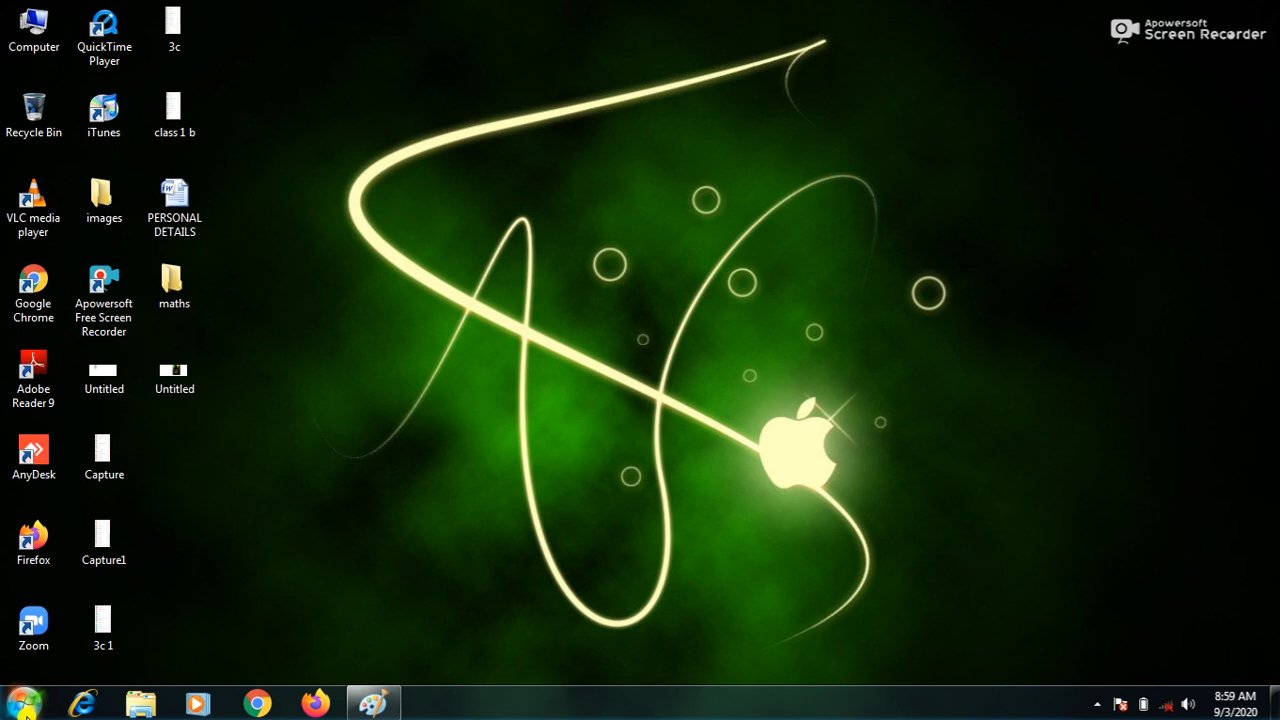 Computer
QuickTime
Player
3c
Apowersoft
Screen Recorder
Recycle Bin
iTunes
class 1 b
VLC media
player
images
PERSONAL
DETAILS
Google
Chrome
Apowersoft
Free Screen
Recorder
maths
Adobe
Reader 9
Untitled
Untitled
AnyDesk
Capture
Firefox
Capture1
Zoom
3c 1
8:59 AM
9/3/2020